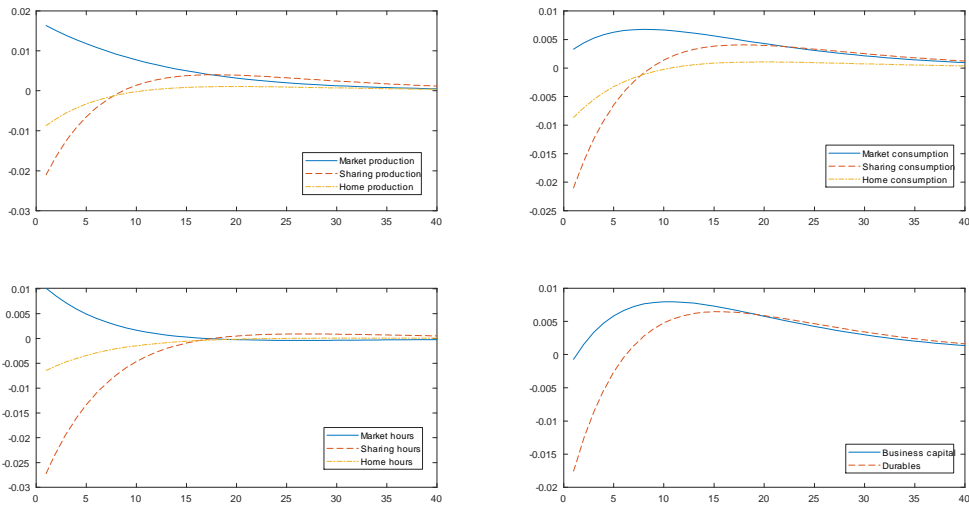 0.02
0.01
0
-0.01
-0.02
-0.03
0 5 10 15 20 25 30 35 40
Market production
Sharing production
Home production
0.01
0.005
0
-0.005
-0.01
-0.015
-0.02
-0.025
0 5 10 15 20 25 30 35 40
Market consumption
Sharing consumption
Home consumption
0.01
0.005
0
-0.005
-0.01
-0.015
-0.02
-0.025
-0.03
0 5 10 15 20 25 30 35 40
Market hours
Sharing hours
Home hours
0.01
0.005
0
-0.005
-0.01
-0.015
-0.02
0 5 10 15 20 25 30 35 40
Business capital
Durables